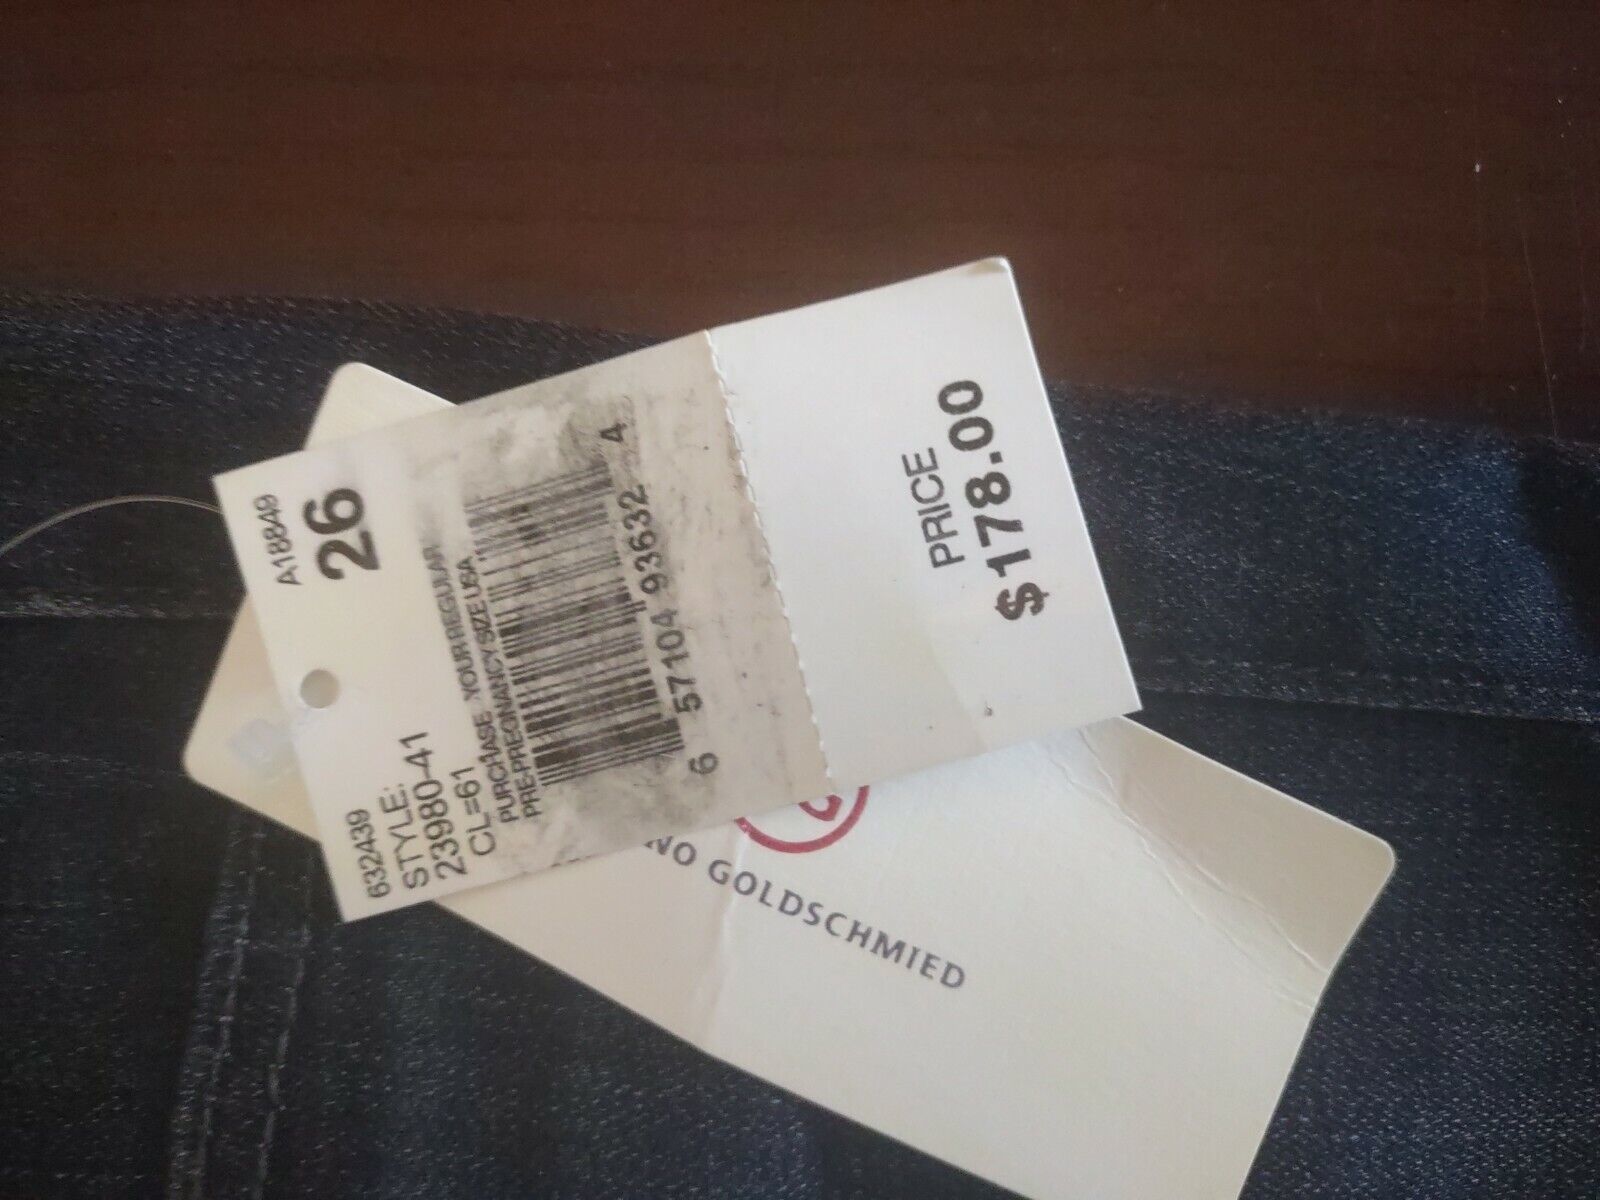 A18849
26
632439
STYLE:
23980-41
CL=61
PURCHASE YOUR REGULAR
PRE-PREGNANCY SIZE USA
6 57104 93632 4
PRICE
$178.00
NO GOLDSCHMIED